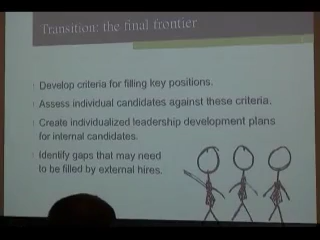 Transition: the final frontier
Develop criteria for filling key positions.
Assess individual candidates against these criteria.
Create individualized leadership development plans
for internal candidates.
Identify gaps that may need
to be filled by external hires.